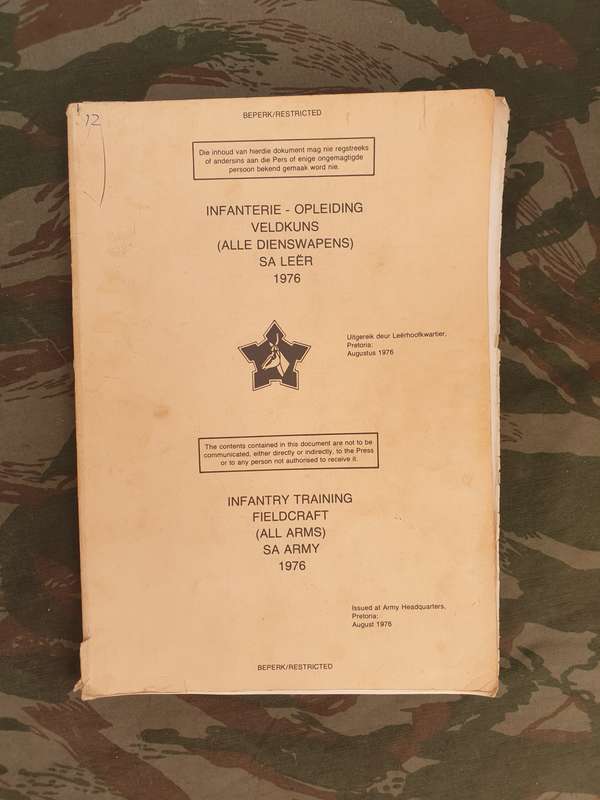 12
BEPERK/RESTRICTED
Die inhoud van hierdie dokument mag nie regstreeks
of andersins aan die Pers of enige ongemagtigde
persoon bekend gemaak word nie.
INFANTERIE - OPLEIDING
VELDKUNS
(ALLE DIENSWAPENS)
SA LEËR
1976
Uitgereik deur Leërhoofkwartier,
Pretoria;
Augustus 1976
The contents contained in this document are not to be
communicated, either directly or indirectly, to the Press
or to any person not authorised to receive it.
INFANTRY TRAINING
FIELDCRAFT
(ALL ARMS)
SA ARMY
1976
Issued at Army Headquarters,
Pretoria;
August 1976
BEPERK/RESTRICTED